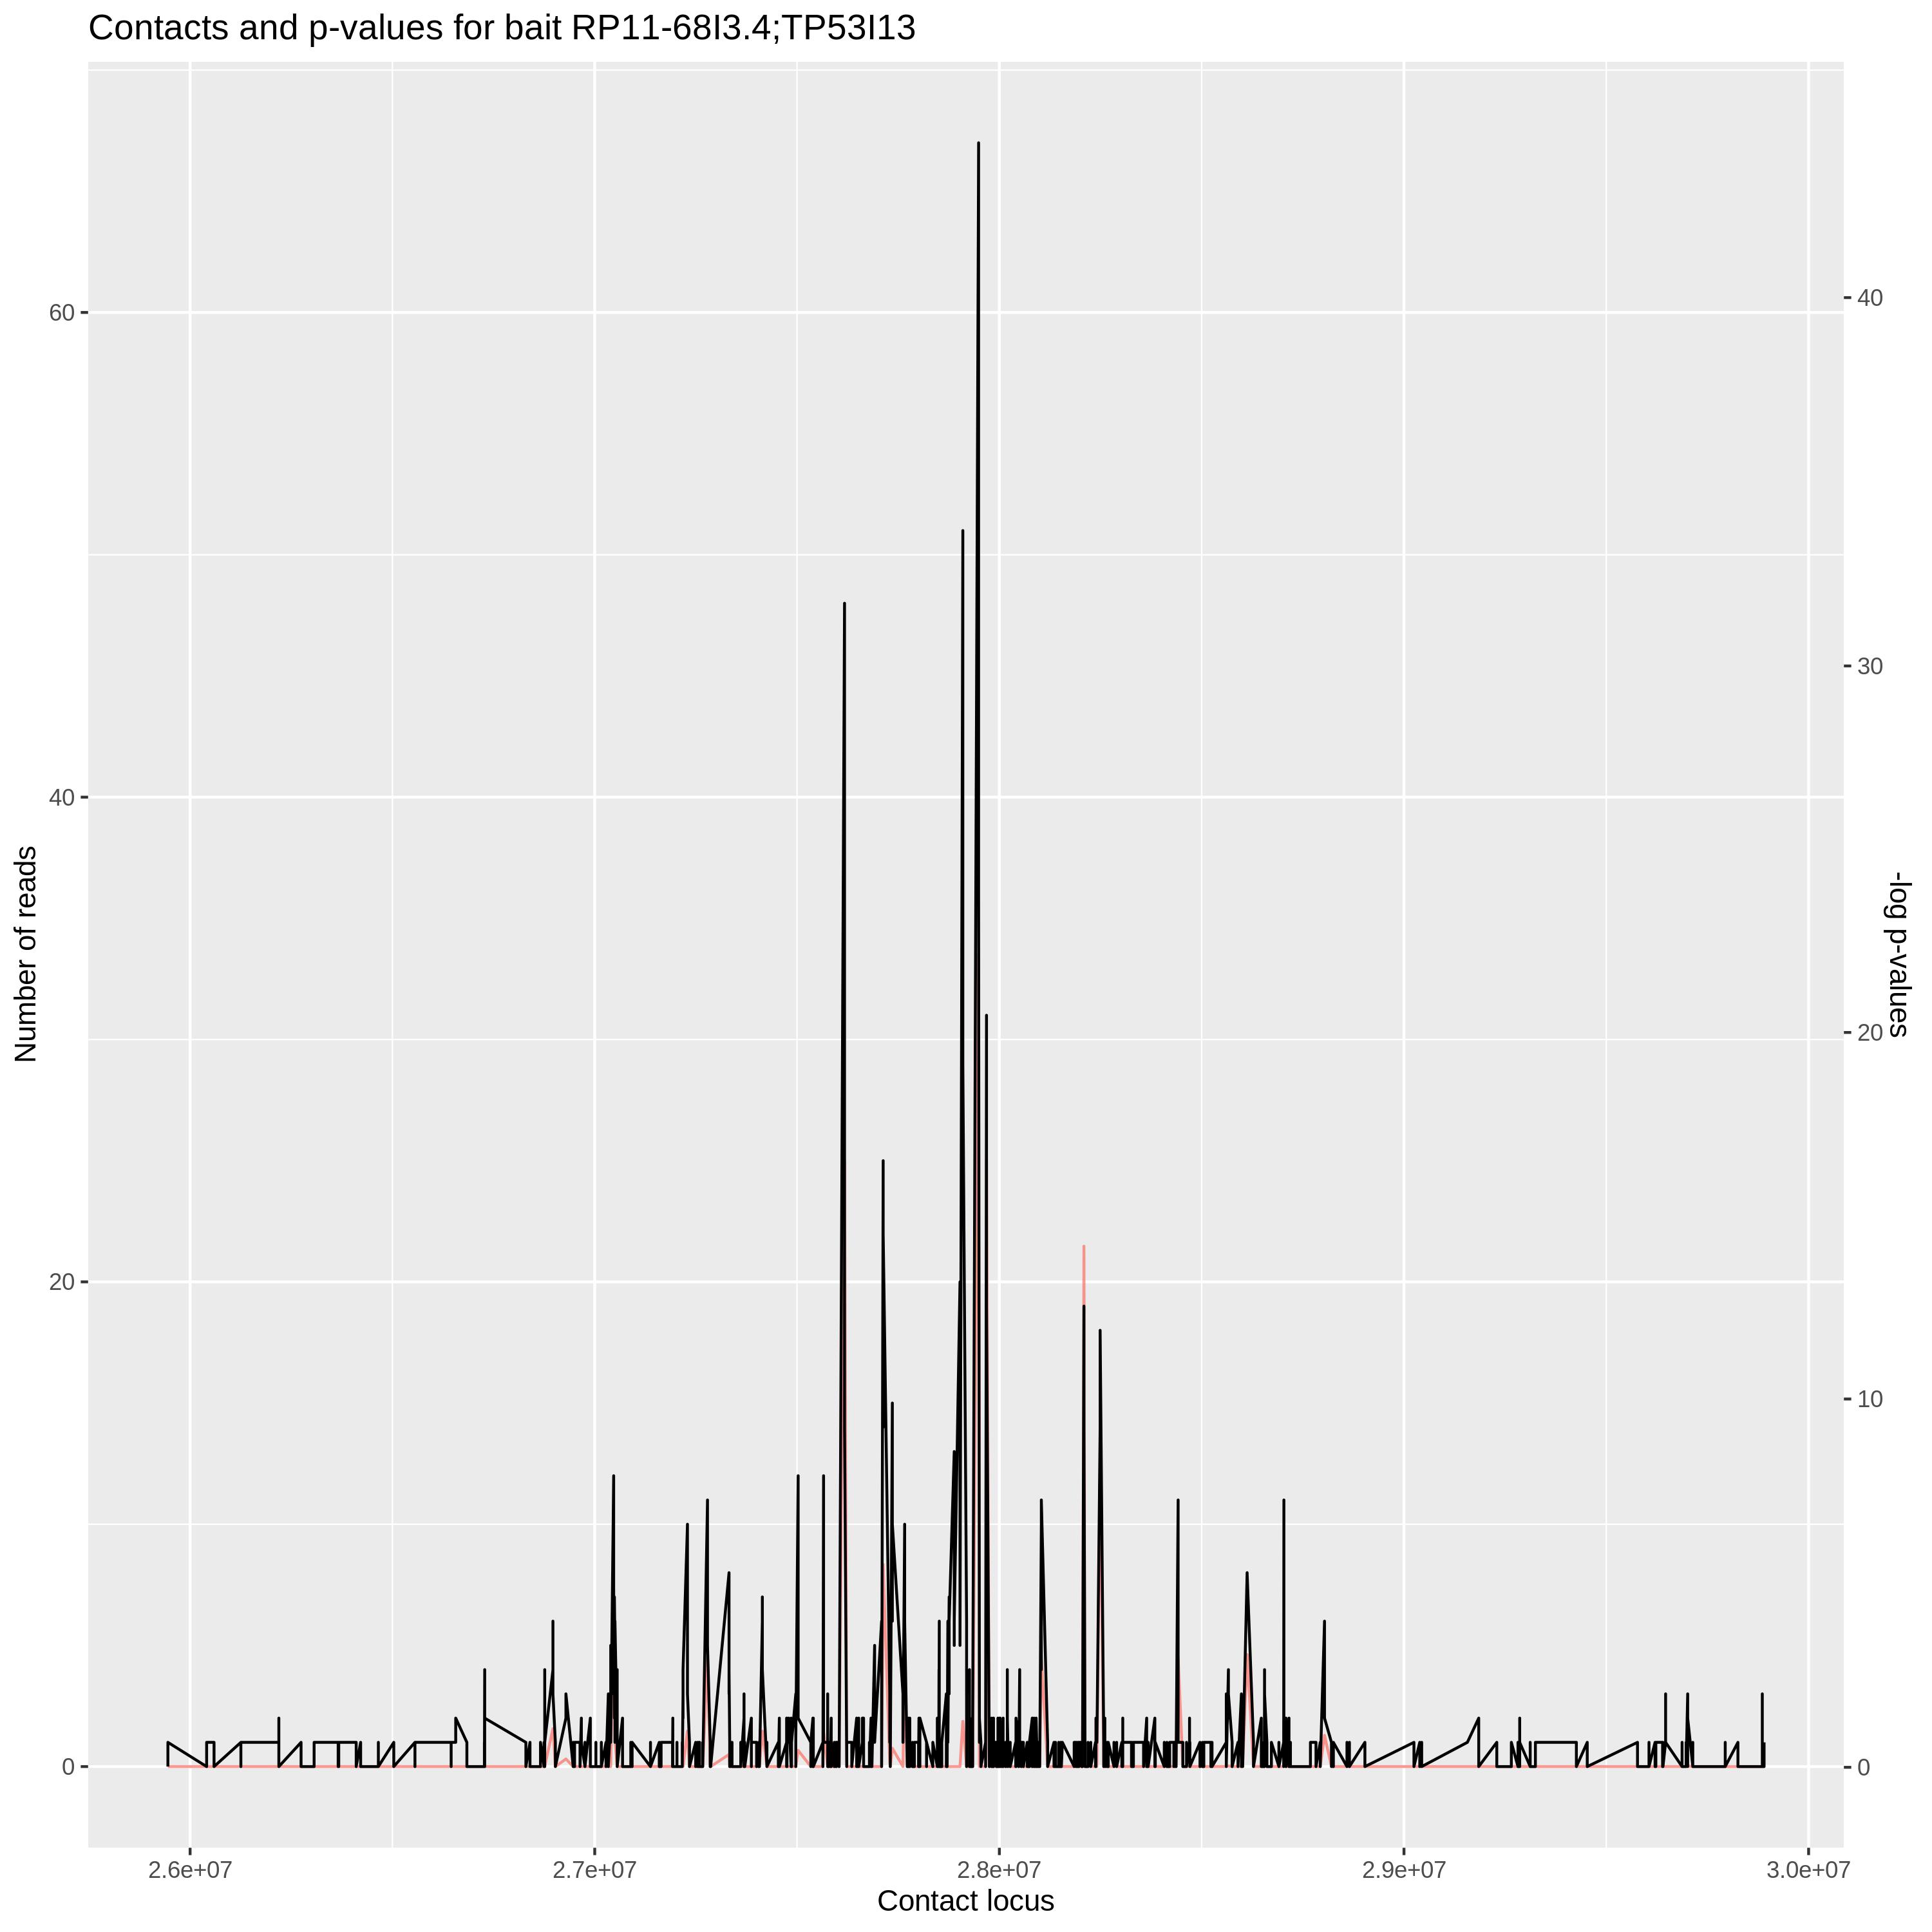 Contacts and p-values for bait RP11-68I3.4;TP53I13
60
40
20
0
Number of reads
40
30
20
10
0
-log p-values
2.6e+07
2.7e+07
2.8e+07
2.9e+07
3.0e+07
Contact locus